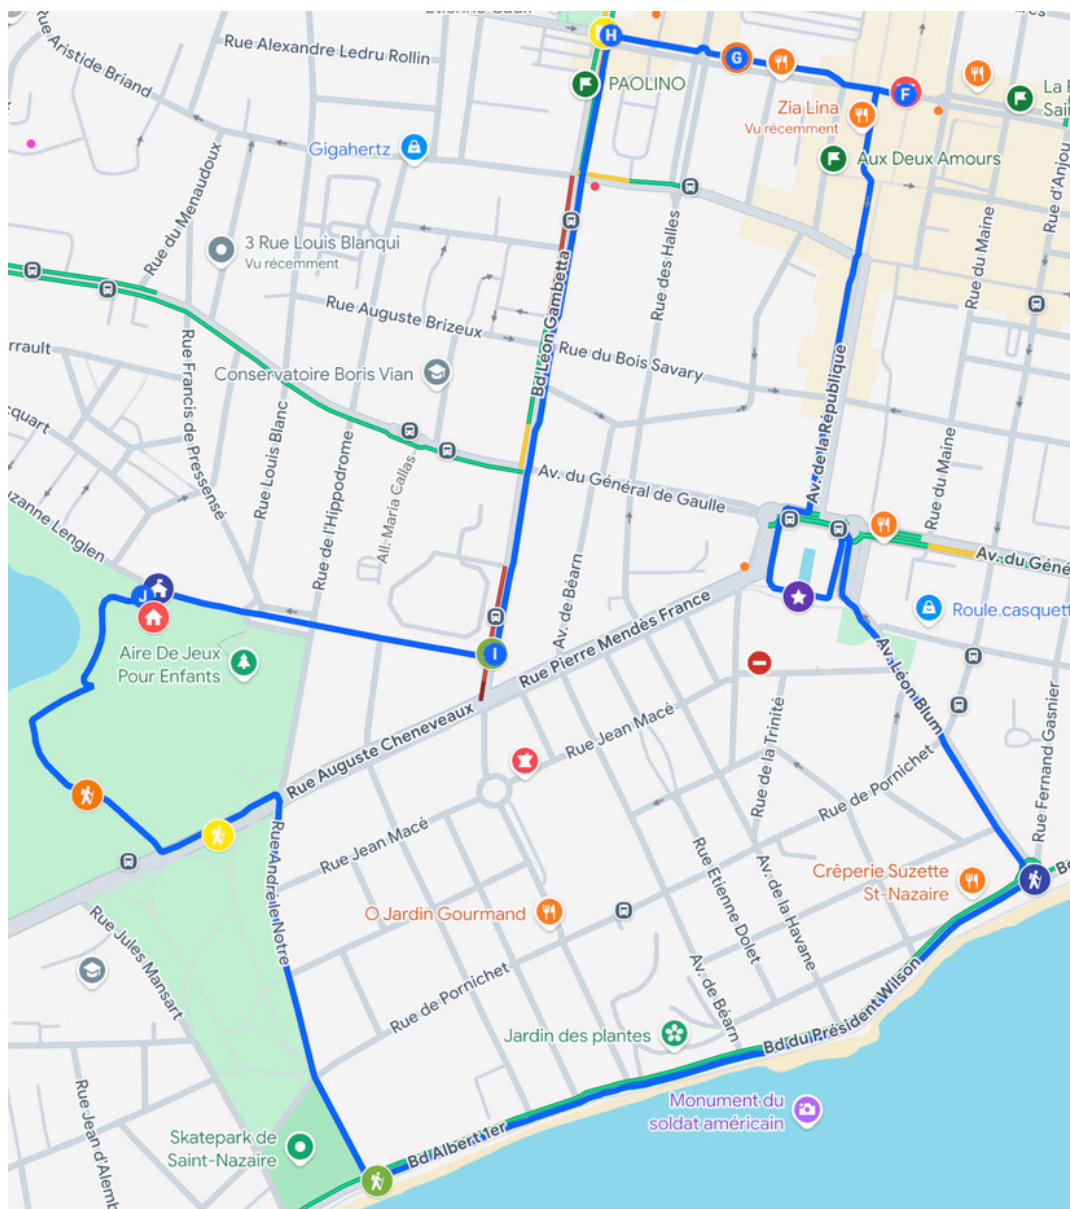 Rue Alexandre Ledru Rollin
Rue Aristide Briand
H
G
F
PAOLINO
La
Zia Lina
Vu récemment
Gigahertz
Aux Deux Amours
Rue d'Anjou
Rue du Menaudoux
3 Rue Louis Blanqui
Vu récemment
Rue des Halles
Rue du Maine
Bd Léon Gambetta
Rue Auguste Brizeux
Rue du Bois Savary
Rue Francis de Pressensé
Conservatoire Boris Vian
Av. de la République
Rue Louis Blanc
Rue de l'Hippodrome
All. Maria Callas
Av. du Général de Gaulle
Rue du Maine
Av. du Géné
uzanne Lenglen
J
Av. de Béarn
Rue Pierre Mendès France
Roule.casquett
Aire De Jeux
Pour Enfants
I
Av. Léon Blum
Rue Auguste Cheneveaux
Rue Jean Macé
Rue de la Trinité
Rue Fernand Gasnier
Rue de Pornichet
Rue Jean Macé
Rue André le Notre
Rue Etienne Dolet
Av. de la Havane
Crêperie Suzette
St-Nazaire
O Jardin Gourmand
Rue Jules Mansart
Rue de Pornichet
Av. de Béarn
Bd du Président Wilson
Jardin des plantes
Monument du
soldat américain
Rue Jean d'Alemb
Skatepark de
Saint-Nazaire
Bd Albert 1er